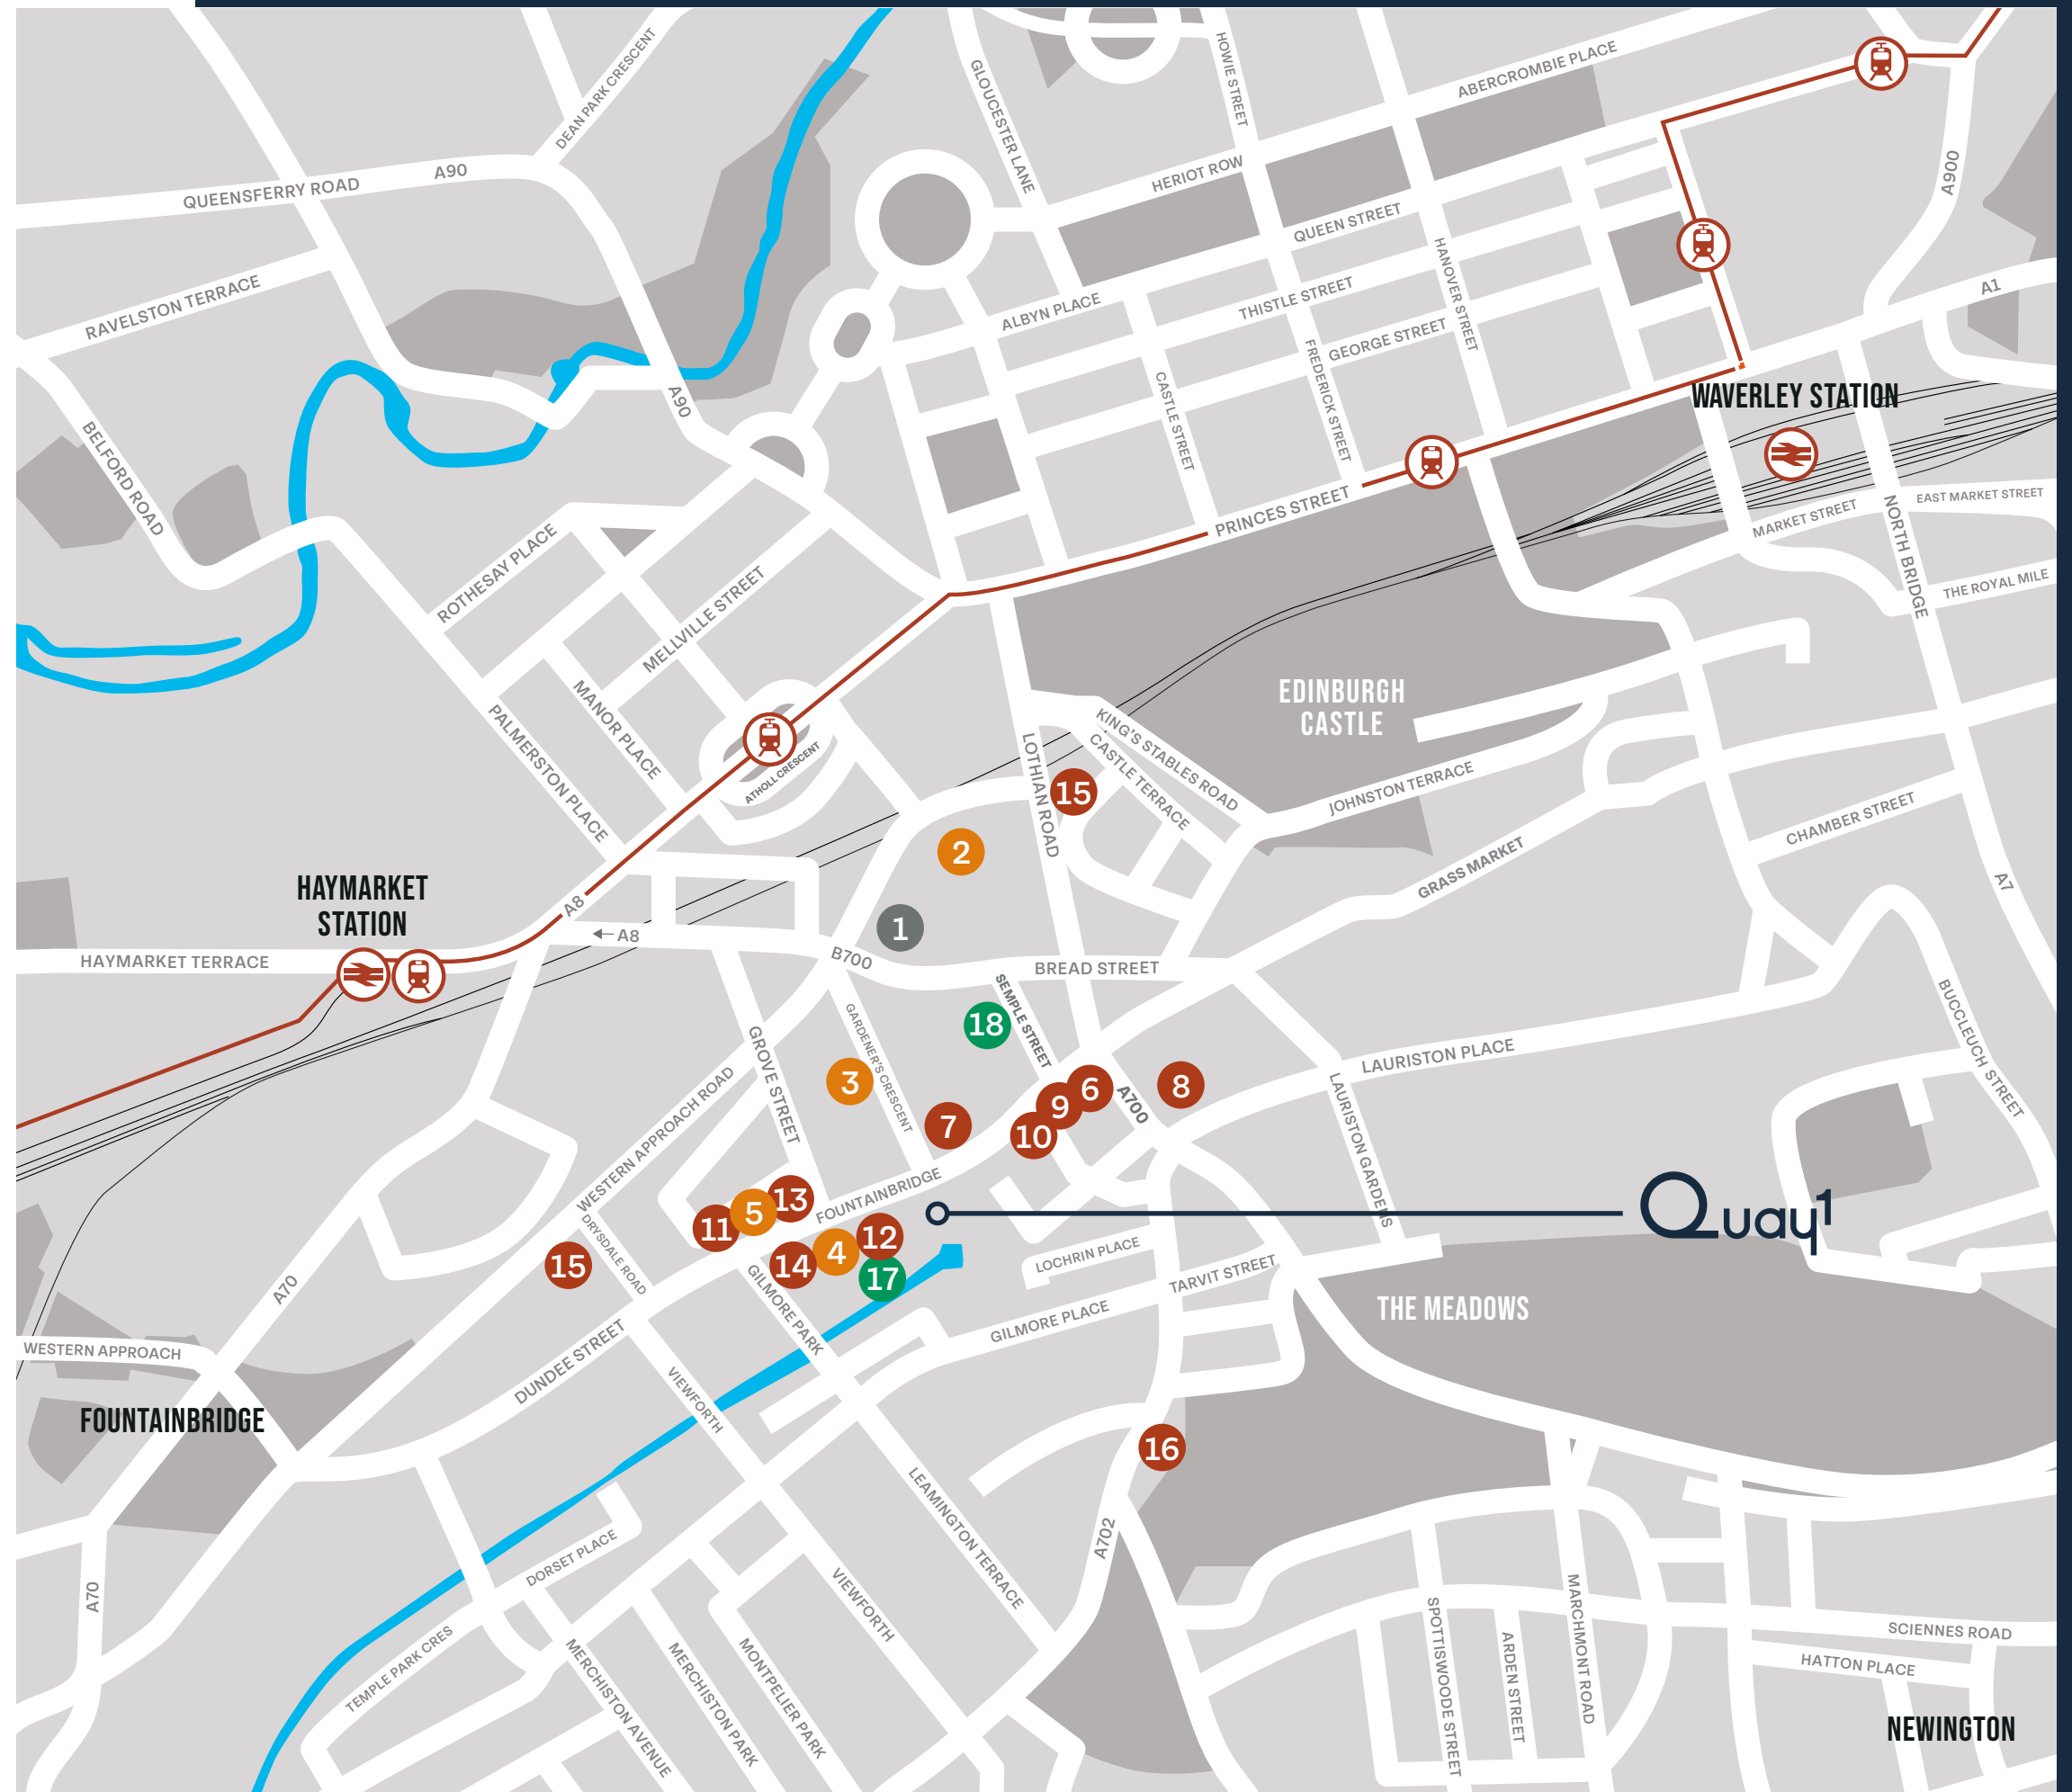 DEAN PARK CRESCENT
GLOUCESTER LANE
HOWIE STREET
ABERCROMBIE PLACE
A900
QUEENSFERRY ROAD
A90
HERIOT ROW
QUEEN STREET
HANOVER STREET
RAVELSTON TERRACE
ALBYN PLACE
THISTLE STREET
GEORGE STREET
A1
A90
CASTLE STREET
FREDERICK STREET
WAVERLEY STATION
BELFORD ROAD
PRINCES STREET
MARKET STREET
EAST MARKET STREET
NORTH BRIDGE
THE ROYAL MILE
ROTHESAY PLACE
MELLVILLE STREET
MANOR PLACE
PALMERSTON PLACE
ATHOLL CRESCENT
EDINBURGH
CASTLE
KING'S STABLES ROAD
CASTLE TERRACE
LOTHIAN ROAD
15
JOHNSTON TERRACE
CHAMBER STREET
GRASS MARKET
A7
2
HAYMARKET
STATION
A8
A8
1
HAYMARKET TERRACE
B700
BREAD STREET
SEMPLE STREET
18
GARDENER'S CRESCENT
GROVE STREET
3
7
6
9
10
A700
8
LAURISTON PLACE
LAURISTON GARDENS
BUCCLEUCH STREET
WESTERN APPROACH ROAD
FOUNTAINBRIDGE
13
5
11
12
4
14
17
15
Quay1
DRYSDALE ROAD
GILMORE PARK
LOCHRIN PLACE
TARVIT STREET
GILMORE PLACE
THE MEADOWS
A70
WESTERN APPROACH
DUNDEE STREET
VIEWFORTH
FOUNTAINBRIDGE
16
LEAMINGTON TERRACE
A702
DORSET PLACE
A70
VIEWFORTH
TEMPLE PARK CRES
MERCHISTON AVENUE
MERCHISTON PARK
MONTPELIER PARK
SPOTTISWOODE STREET
ARDEN STREET
MARCHMONT ROAD
SCIENNES ROAD
HATTON PLACE
NEWINGTON